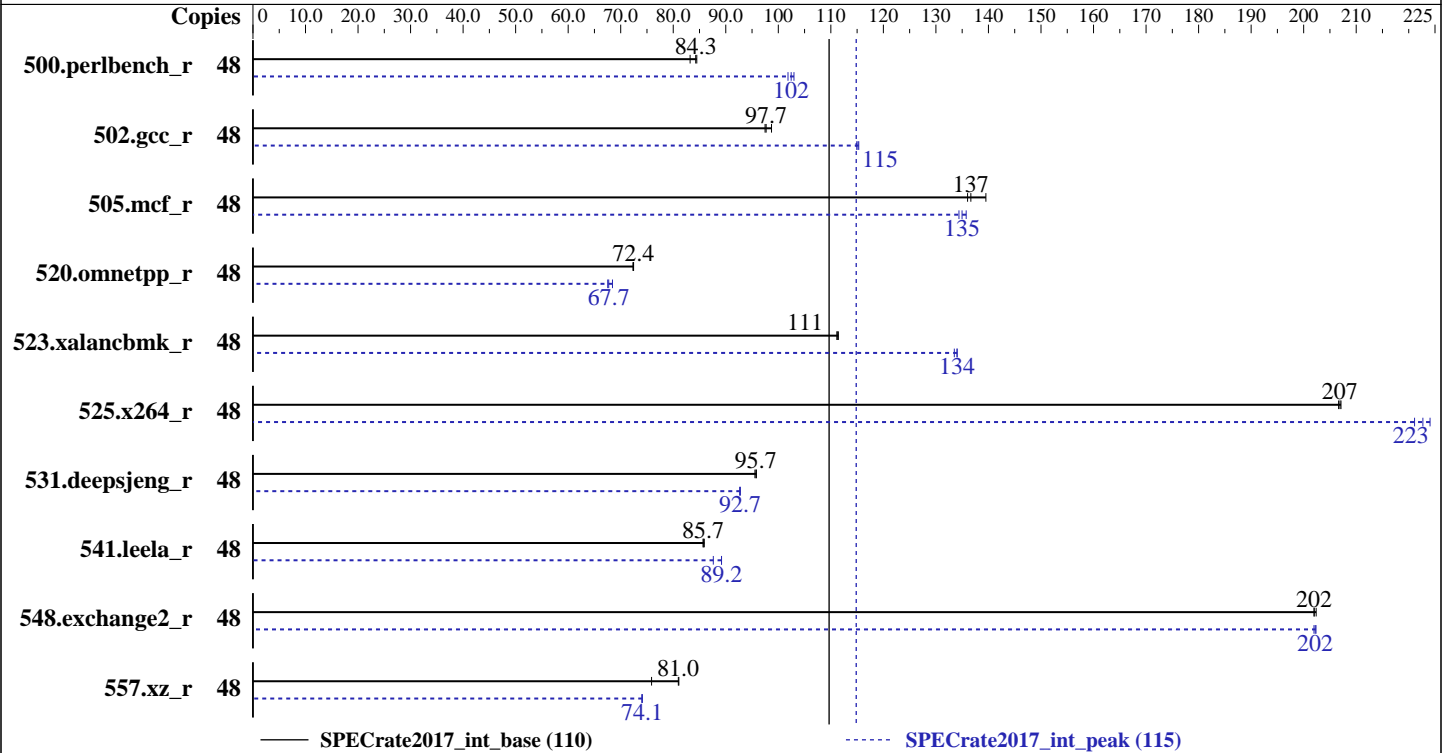 Copies 0 10.0 20.0 30.0 40.0 50.0 60.0 70.0 80.0 90.0 100 110 120 130 140 150 160 170 180 190 200 210 225
84.3
500.perlbench_r 48
102
97.7
502.gcc_r 48
115
137
505.mcf_r 48
135
72.4
520.omnetpp_r 48
67.7
111
523.xalancbmk_r 48
134
207
525.x264_r 48
223
95.7
531.deepsjeng_r 48
92.7
85.7
541.leela_r 48
89.2
202
548.exchange2_r 48
202
81.0
557.xz_r 48
74.1
SPECrate2017_int_base (110) SPECrate2017_int_peak (115)